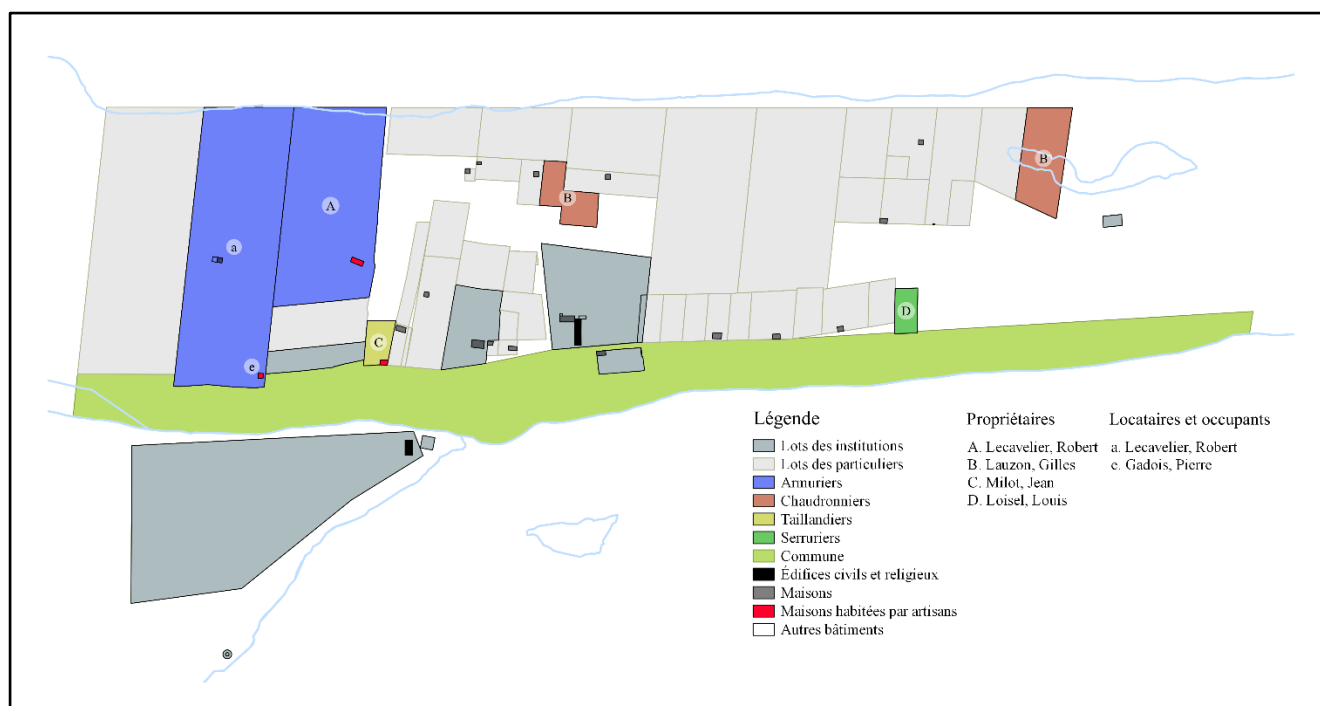 B
A
B
a
D
C
e
Légende
Lots des institutions
Lots des particuliers
Armuriers
Chaudronniers
Taillandiers
Serruriers
Commune
Édifices civils et religieux
Maisons
Maisons habitées par artisans
Autres bâtiments
Propriétaires
A. Lecavelier, Robert
B. Lauzon, Gilles
C. Milot, Jean
D. Loisel, Louis
Locataires et occupants
a. Lecavelier, Robert
e. Gadois, Pierre